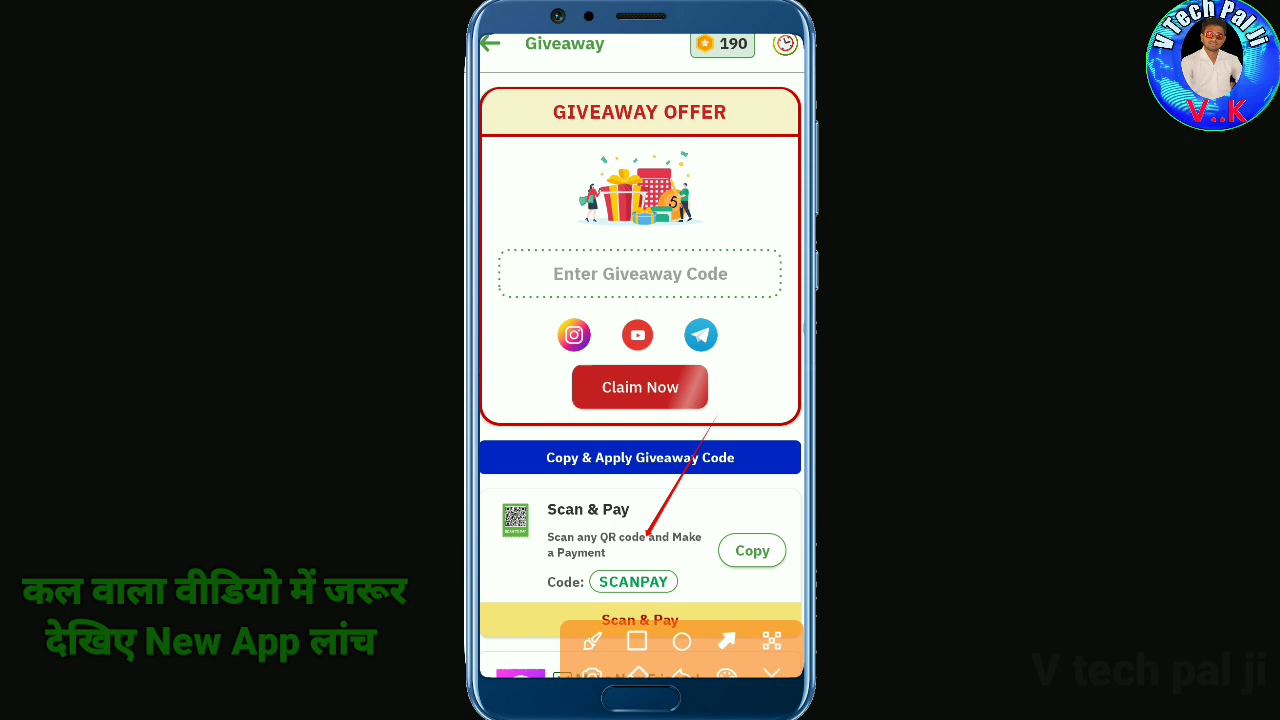 Giveaway
190
GIVEAWAY OFFER
Enter Giveaway Code
Claim Now
Copy & Apply Giveaway Code
Scan & Pay
Scan any QR code and Make
a Payment
Copy
Code: SCANPAY
Scan & Pay
V Tech Pal Ji
V..K
कल वाला वीडियो में जरूर
देखिए New App लांच
V tech pal ji